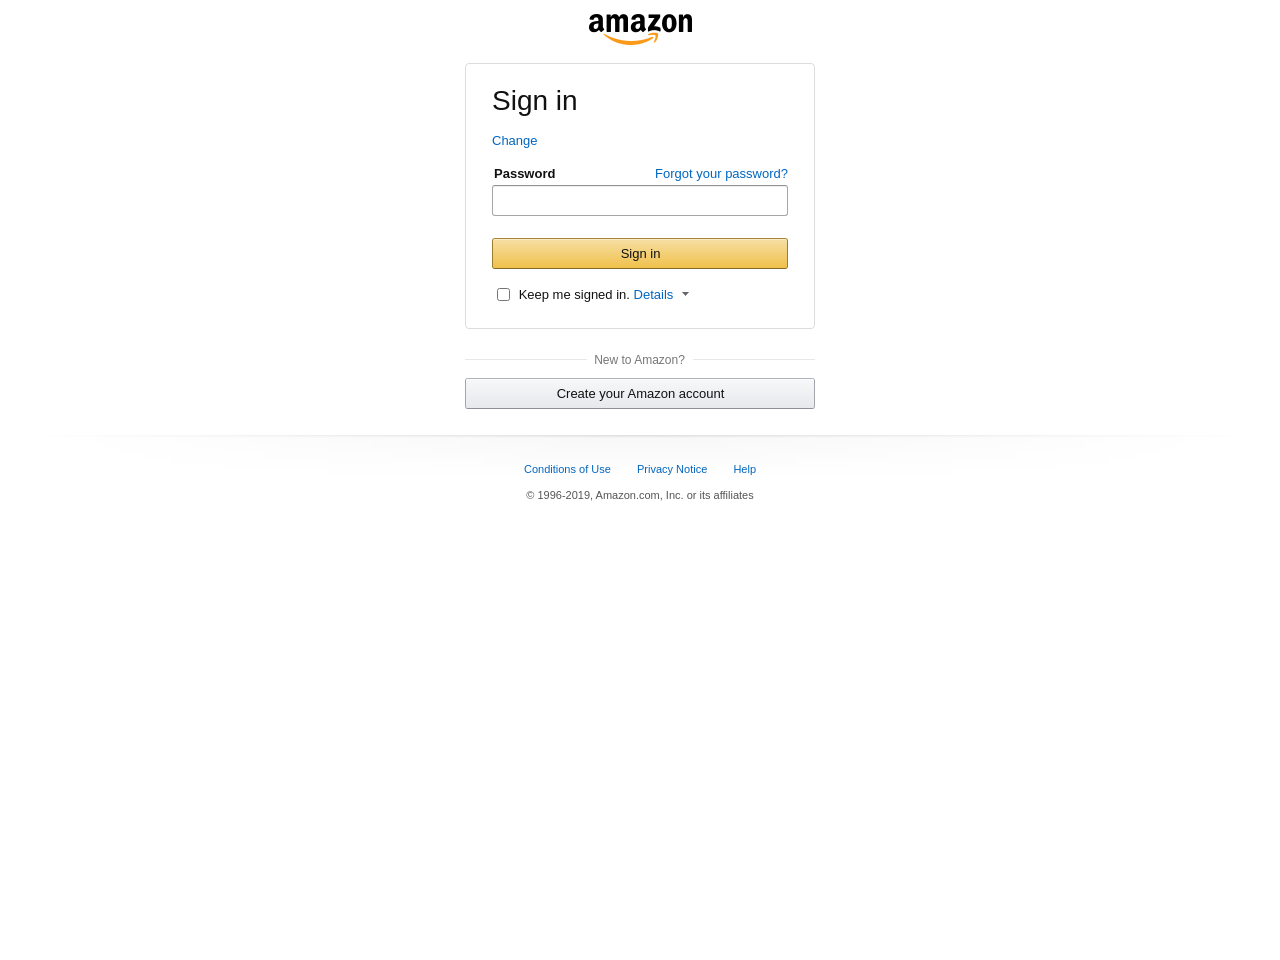 amazon
Sign in
Change
Password Forgot your password?
Sign in
Keep me signed in. Details
New to Amazon?
Create your Amazon account
Conditions of Use Privacy Notice Help
© 1996-2019, Amazon.com, Inc. or its affiliates